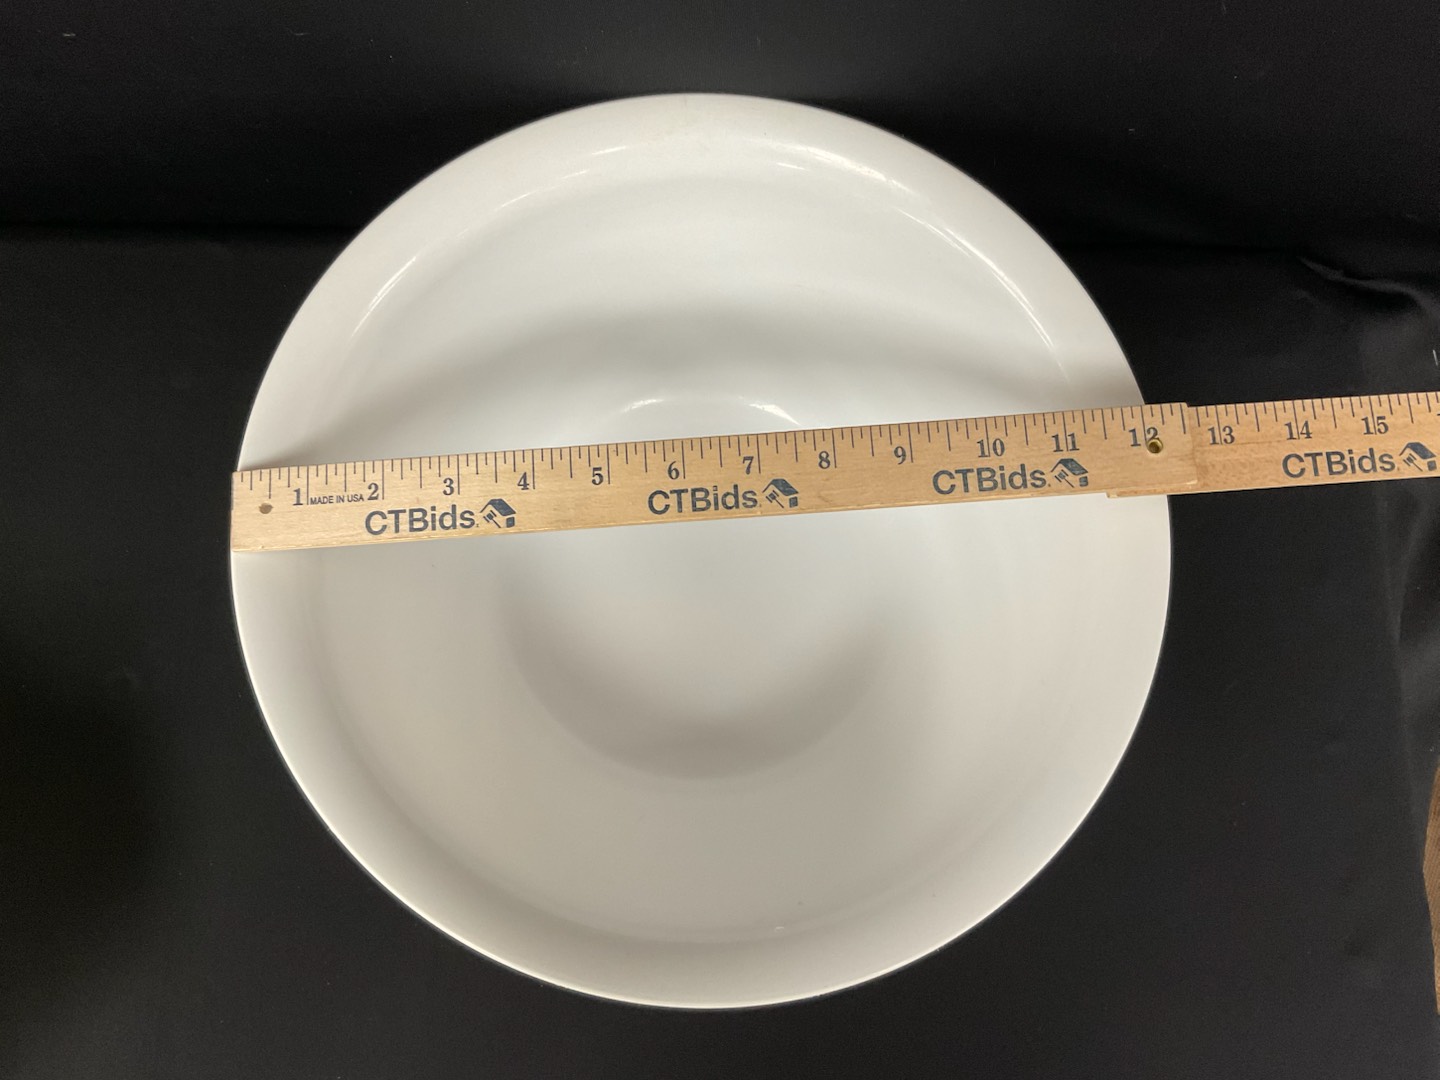 1 MADE IN USA 2 3 4 5 6 7 8 9 10 11 12 13 14 15
CTBids. CTBids. CTBids. CTBids.